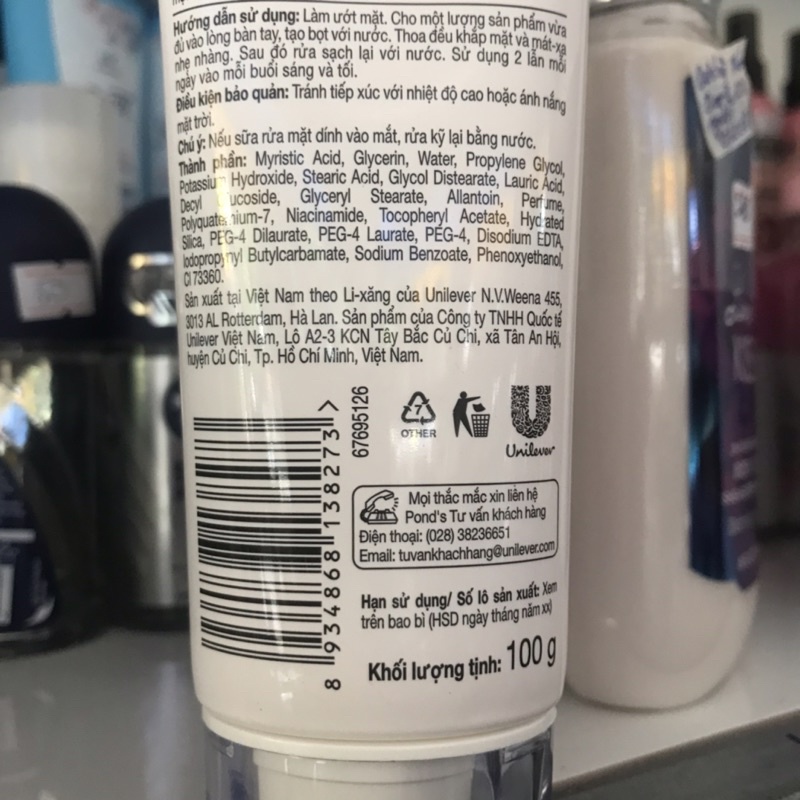 Hướng dẫn sử dụng: Làm ướt mặt. Cho một lượng sản phẩm vừa
đủ vào lòng bàn tay, tạo bọt với nước. Thoa đều khắp mặt và mát-xa
nhẹ nhàng. Sau đó rửa sạch lại với nước. Sử dụng 2 lần mỗi
ngày vào mỗi buổi sáng và tối.
Điều kiện bảo quản: Tránh tiếp xúc với nhiệt độ cao hoặc ánh nắng
mặt trời.
Chú ý: Nếu sữa rửa mặt dính vào mắt, rửa kỹ lại bằng nước.
Thành phần: Myristic Acid, Glycerin, Water, Propylene Glycol,
Potassiu Hydroxide, Stearic Acid, Glycol Distearate, Lauric Acid,
Decyl ucoside, Glyceryl Stearate, Allantoin, Perfume,
Polyquate nium-7, Niacinamide, Tocopheryl Acetate, Hydrated
Silica, PEG-4 Dilaurate, PEG-4 Laurate, PEG-4, Disodium EDTA,
Iodopropynyl Butylcarbamate, Sodium Benzoate, Phenoxyethanol,
CI 73360.
Sản xuất tại Việt Nam theo Li-xăng của Unilever N.V.Weena 455,
3013 AL Rotterdam, Hà Lan. Sản phẩm của Công ty TNHH Quốc tế
Unilever Việt Nam, Lô A2-3 KCN Tây Bắc Củ Chi, xã Tân An Hội,
huyện Củ Chi, Tp. Hồ Chí Minh, Việt Nam.
8 934868 138273 >
67695126
7
OTHER
Unilever
Mọi thắc mắc xin liên hệ
Pond's Tư vấn khách hàng
Điện thoại: (028) 38236651
Email: tuvankhachhang@unilever.com
Hạn sử dụng/ Số lô sản xuất: Xem
trên bao bì (HSD ngày tháng năm xx)
Khối lượng tịnh: 100 g